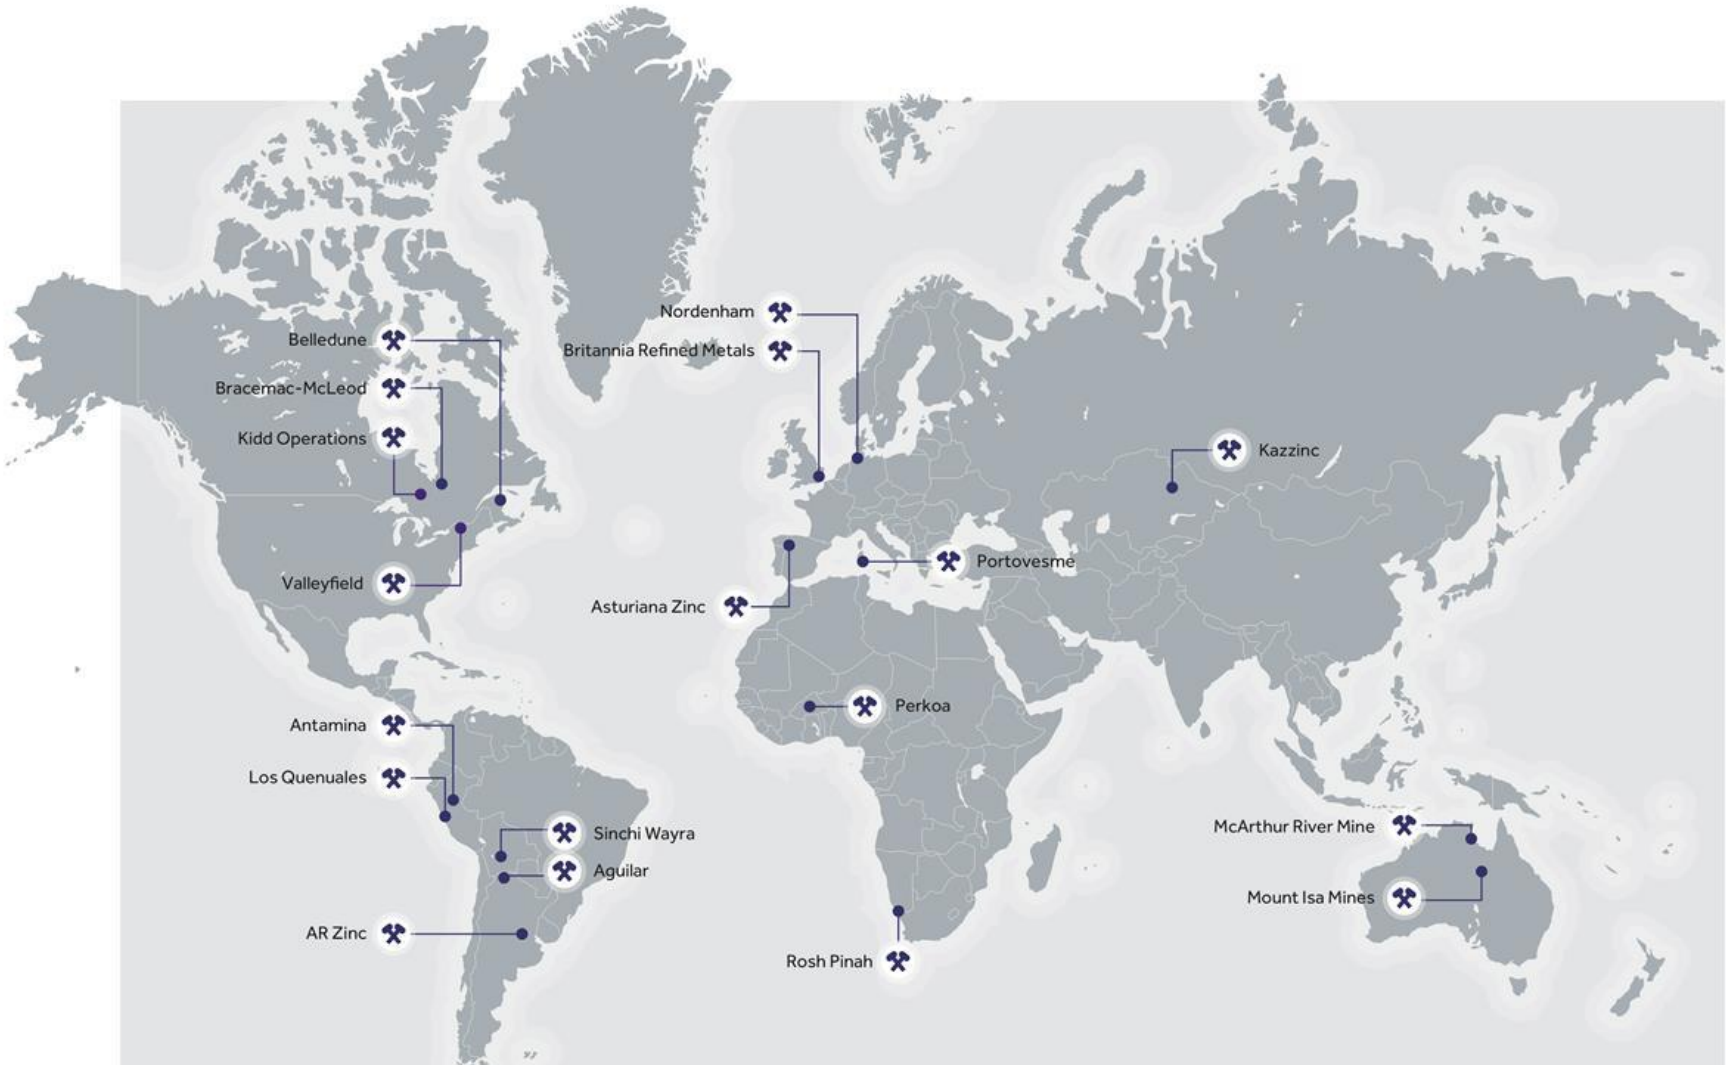 Nordenham
Belledune
Britannia Refined Metals
Bracemac-McLeod
Kidd Operations
Kazzinc
Portovesme
Valleyfield
Asturiana Zinc
Perkoa
Antamina
Los Quenuales
McArthur River Mine
Sinchi Wayra
Aguilar
Mount Isa Mines
AR Zinc
Rosh Pinah